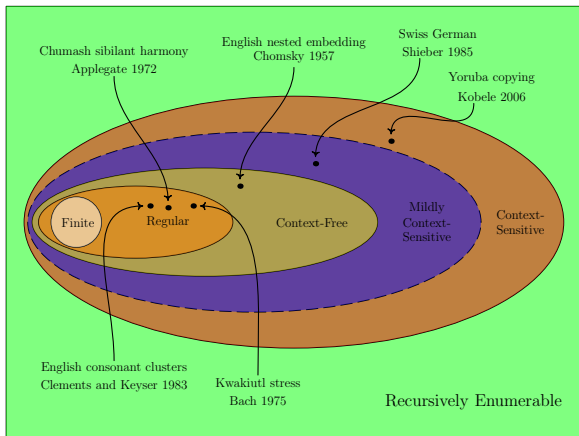 Swiss German
Shieber 1985
English nested embedding
Chomsky 1957
Chumash sibilant harmony
Applegate 1972
Yoruba copying
Kobele 2006
Finite
Regular
Context-Free
Mildly
Context-
Sensitive
Context-
Sensitive
English consonant clusters
Clements and Keyser 1983
Kwakiutl stress
Bach 1975
Recursively Enumerable